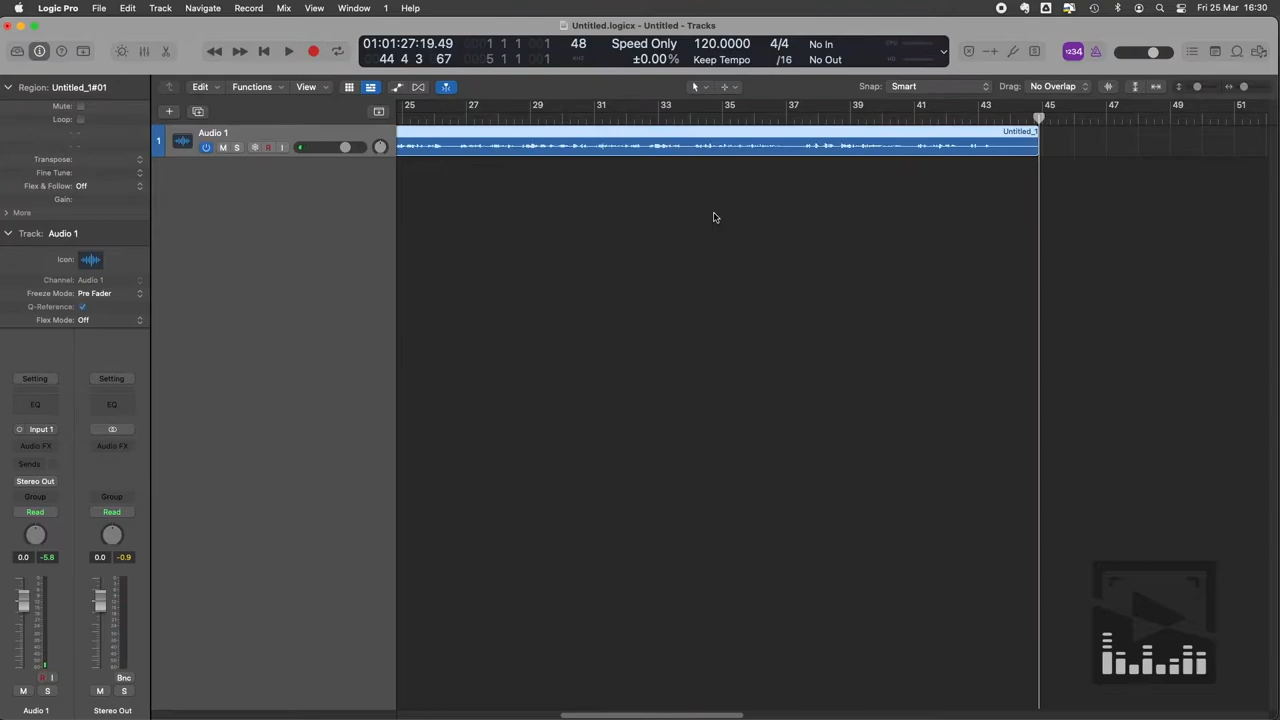 Logic Pro File Edit Track Navigate Record Mix View Window 1 Help Fri 25 Mar 16:30
Untitled.logicx - Untitled - Tracks
01:01:27:19.49 1 1 1 48 Speed Only 120.0000 4/4 No In
44 4 3 67 5 1 1 1 ±0.00% Keep Tempo /16 No Out
1234
Region: Untitled_1#01 Edit Functions View Snap: Smart Drag: No Overlap
Mute:
Loop:
25 27 29 31 33 35 37 39 41 43 45 47 49 51
1 Audio 1 Untitled_1
M S R I
Transpose:
Fine Tune:
Flex & Follow: Off
Gain:
More
Track: Audio 1
Icon:
Channel: Audio 1
Freeze Mode: Pre Fader
Q-Reference:
Flex Mode: Off
Setting Setting
EQ EQ
Input 1
Audio FX Audio FX
Sends
Stereo Out
Group Group
Read Read
0.0 -5.8 0.0 -0.9
R I Bnc
M S M S
Audio 1 Stereo Out